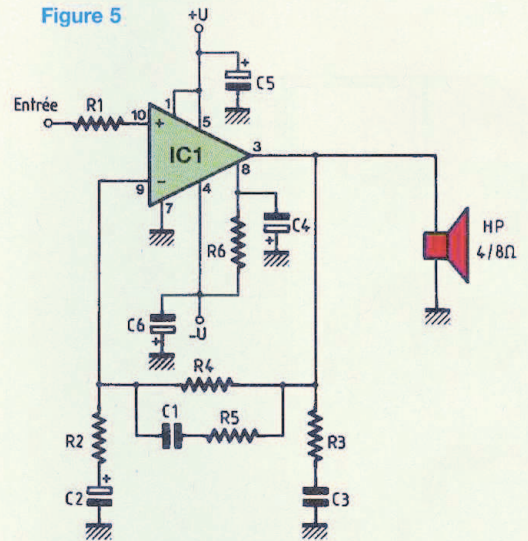 Figure 5
+U
+
C5
Entrée
R1
10
1
5
+
IC1
3
-
9
7
4
8
R6
C4
+
HP
4/8Ω
C6
+
-U
R4
C1
R5
R2
R3
+
C2
C3